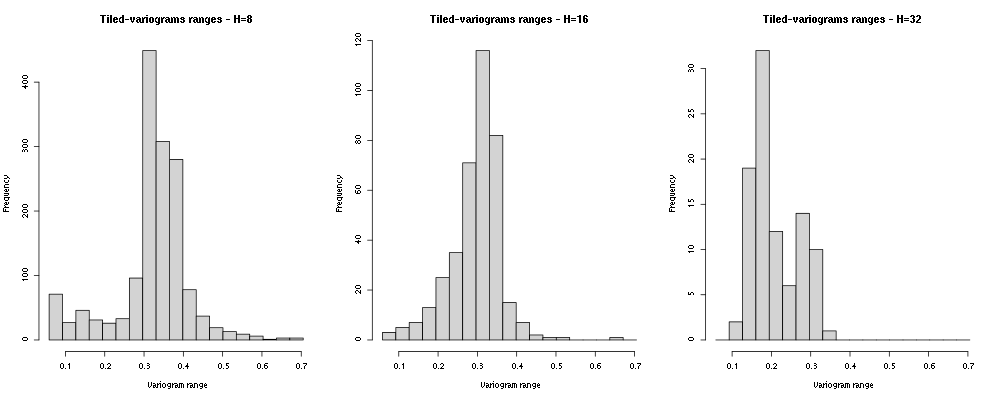 Tiled-variograms ranges - H=8
Frequency
0
100
200
300
400
0.1 0.2 0.3 0.4 0.5 0.6 0.7
Variogram range
Tiled-variograms ranges - H=16
Frequency
0
20
40
60
80
100
120
0.1 0.2 0.3 0.4 0.5 0.6 0.7
Variogram range
Tiled-variograms ranges - H=32
Frequency
0
5
10
15
20
25
30
0.1 0.2 0.3 0.4 0.5 0.6 0.7
Variogram range